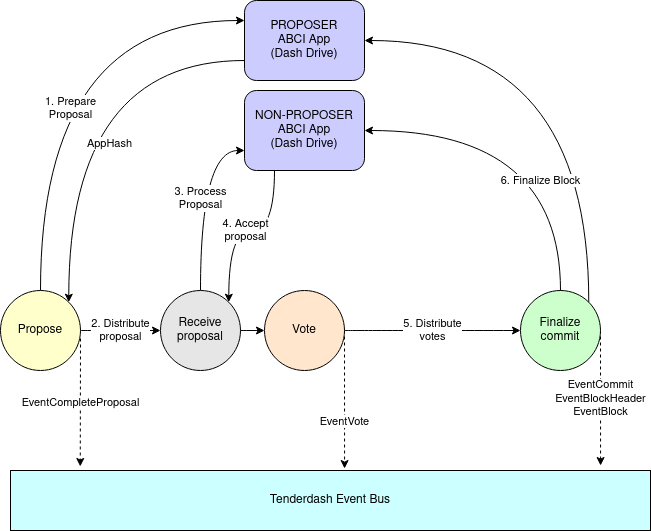 PROPOSER
ABCI App
(Dash Drive)
1. Prepare
Proposal
AppHash
NON-PROPOSER
ABCI App
(Dash Drive)
3. Process
Proposal
4. Accept
proposal
6. Finalize Block
Propose
2. Distribute
proposal
Receive
proposal
Vote
5. Distribute
votes
Finalize
commit
EventCompleteProposal
EventVote
EventCommit
EventBlockHeader
EventBlock
Tenderdash Event Bus